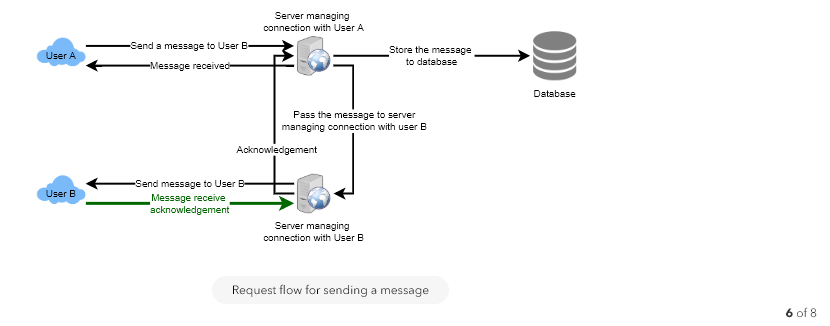 Server managing
connection with User A
User A
Send a message to User B
Message received
Store the message
to database
Database
Pass the message to server
managing connection with user B
Acknowledgement
User B
Send message to User B
Message receive
acknowledgement
Server managing
connection with User B
Request flow for sending a message
6 of 8